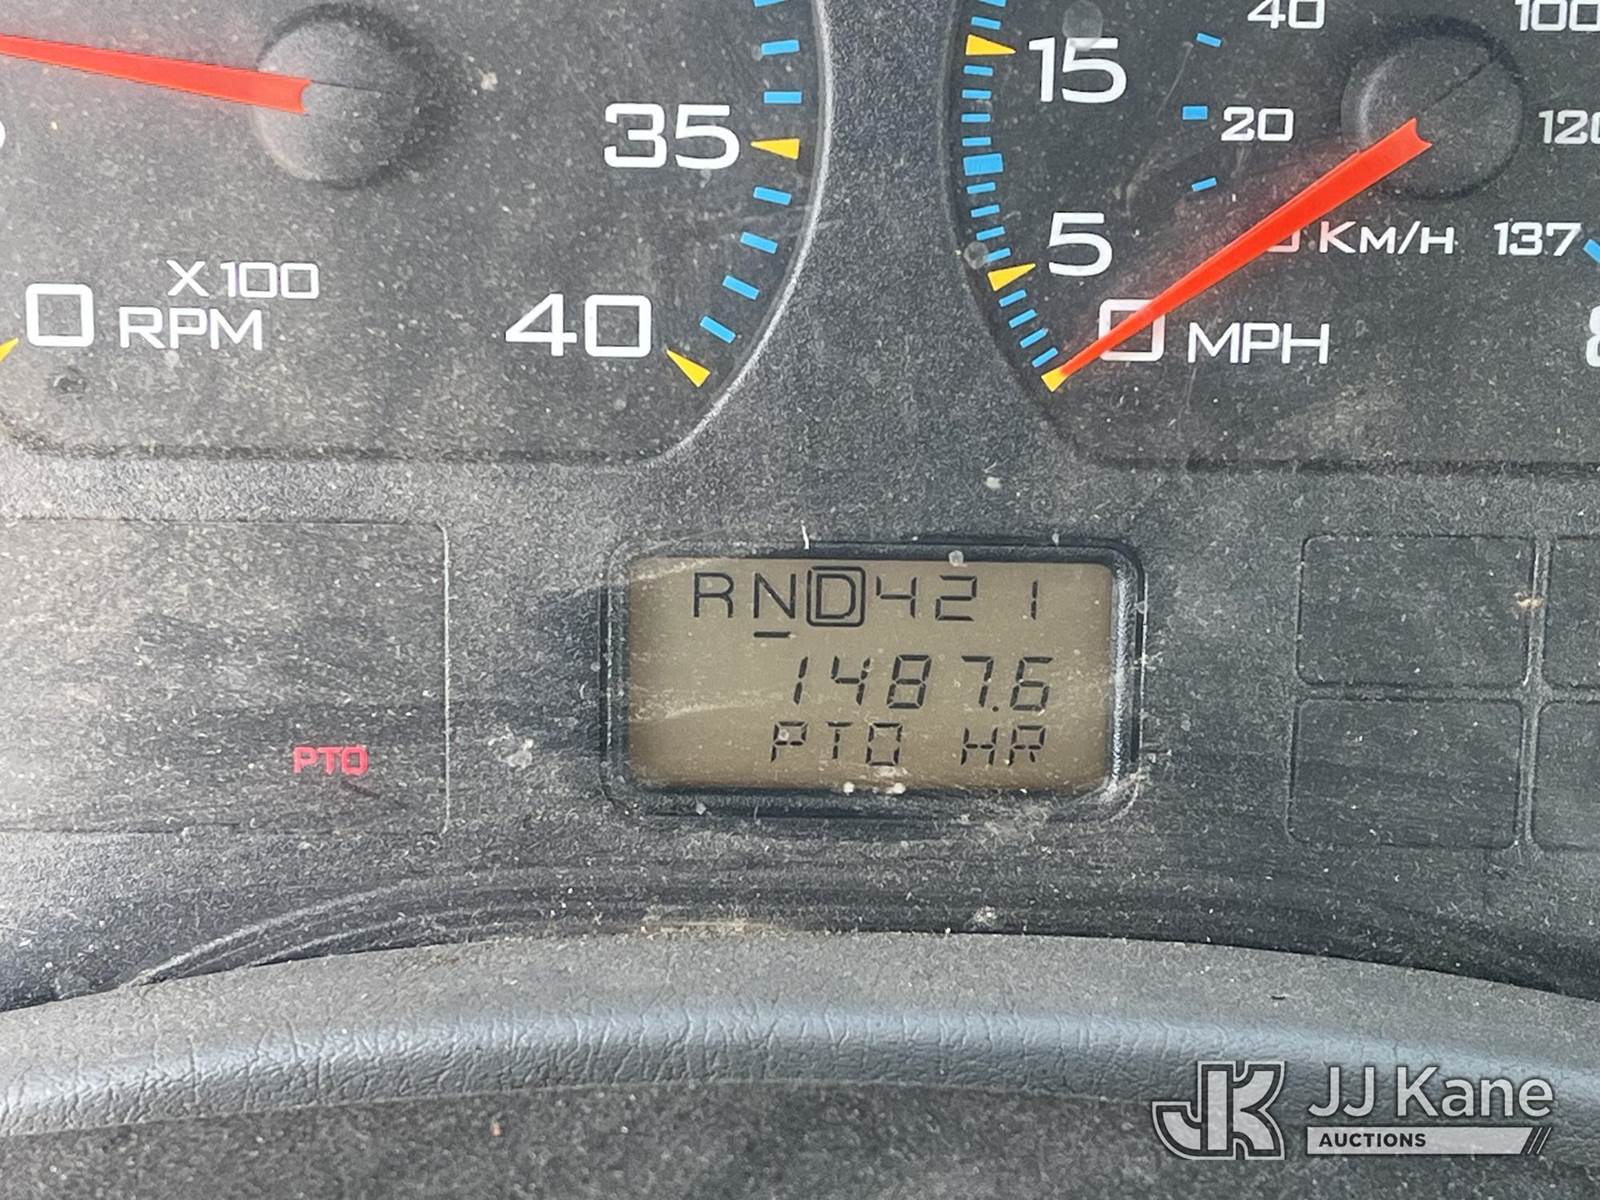 35
40
X100
0 RPM
15
5
0 MPH
40
20
100
KM/H 137
RND421
1487.6
PTO HR
PTO
JK JJ Kane
AUCTIONS